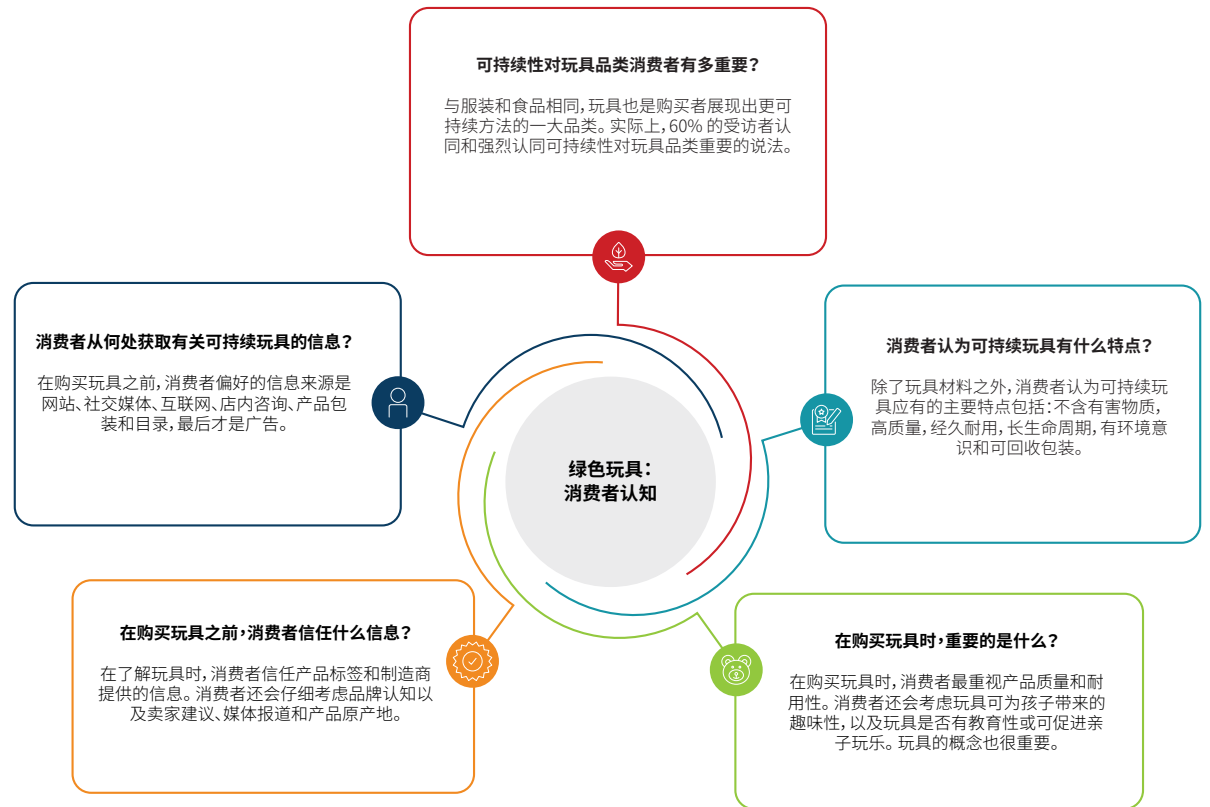 可持续性对玩具品类消费者有多重要？
与服装和食品相同，玩具也是购买者展现出更可
持续方法的一大品类。实际上，60% 的受访者认
同和强烈认同可持续性对玩具品类重要的说法。
消费者从何处获取有关可持续玩具的信息？
在购买玩具之前，消费者偏好的信息来源是
网站、社交媒体、互联网、店内咨询、产品包
装和目录，最后才是广告。
消费者认为可持续玩具有什么特点？
除了玩具材料之外，消费者认为可持续玩
具应有的主要特点包括：不含有害物质，
高质量，经久耐用，长生命周期，有环境意
识和可回收包装。
绿色玩具：
消费者认知
在购买玩具之前，消费者信任什么信息？
在了解玩具时，消费者信任产品标签和制造商
提供的信息。消费者还会仔细考虑品牌认知以
及卖家建议、媒体报道和产品原产地。
在购买玩具时，重要的是什么？
在购买玩具时，消费者最重视产品质量和耐
用性。消费者还会考虑玩具可为孩子带来的
趣味性，以及玩具是否有教育性或可促进亲
子玩乐。玩具的概念也很重要。